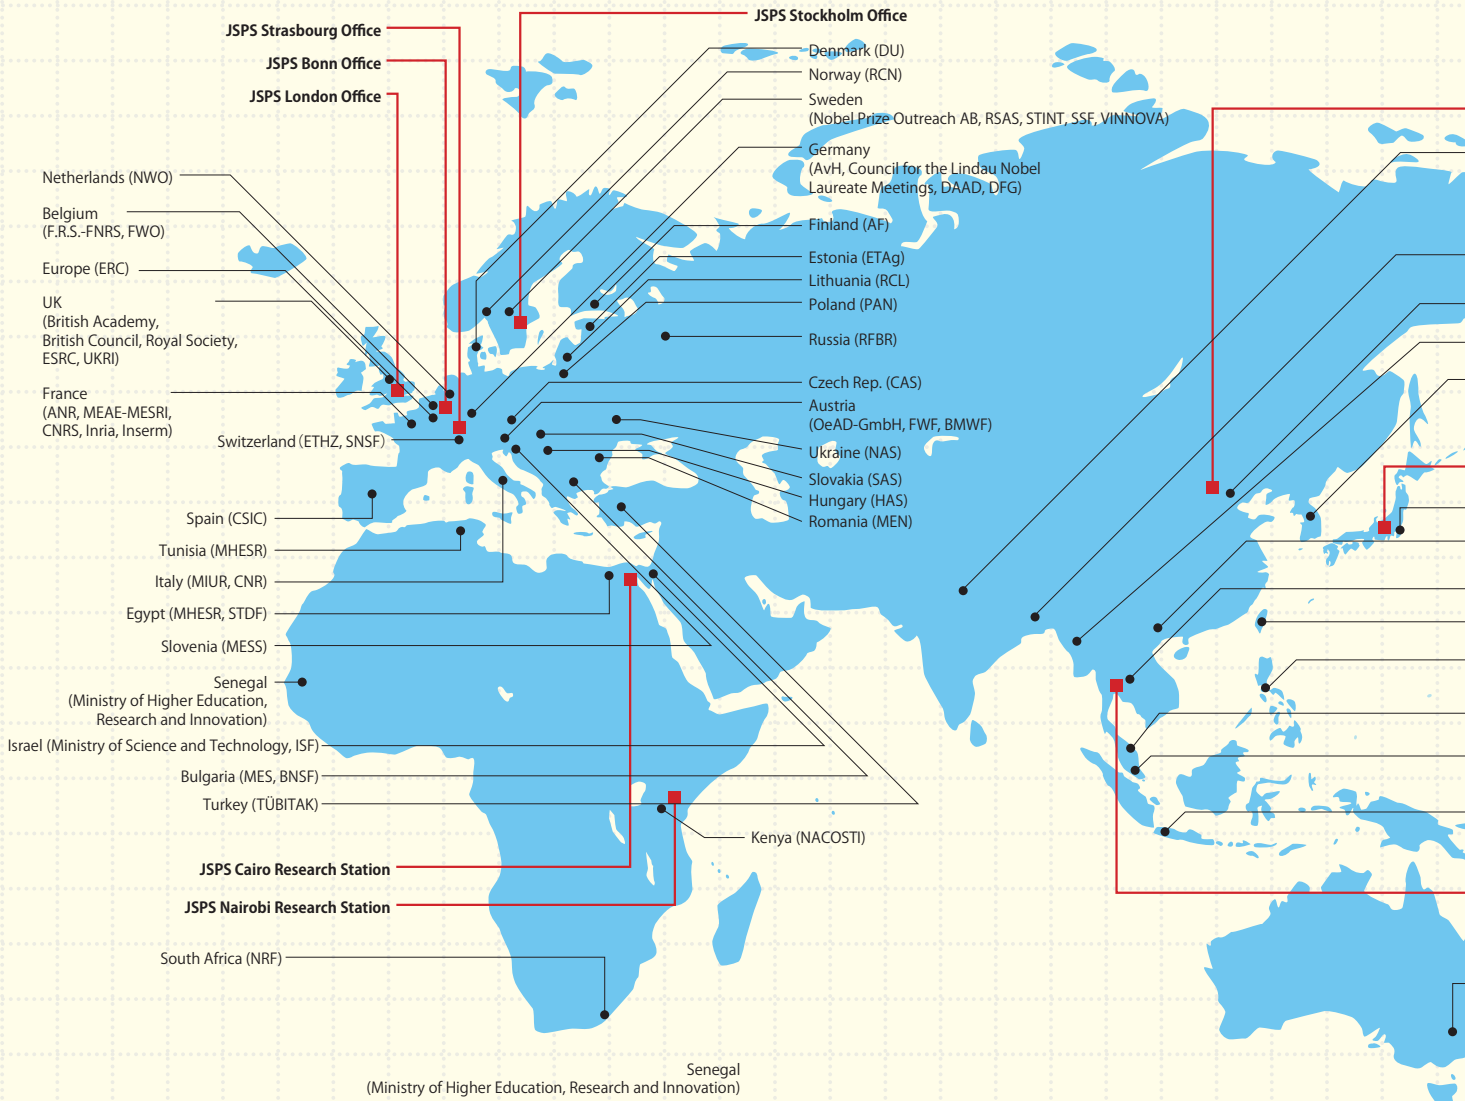 JSPS Stockholm Office
JSPS Strasbourg Office
JSPS Bonn Office
JSPS London Office
Netherlands (NWO)
Belgium
(F.R.S.-FNRS, FWO)
Europe (ERC)
UK
(British Academy,
British Council, Royal Society,
ESRC, UKRI)
France
(ANR, MEAE-MESRI,
CNRS, Inria, Inserm)
Switzerland (ETHZ, SNSF)
Spain (CSIC)
Tunisia (MHESR)
Italy (MIUR, CNR)
Egypt (MHESR, STDF)
Slovenia (MESS)
Senegal
(Ministry of Higher Education,
Research and Innovation)
Israel (Ministry of Science and Technology, ISF)
Bulgaria (MES, BNSF)
Turkey (TÜBITAK)
JSPS Cairo Research Station
JSPS Nairobi Research Station
South Africa (NRF)
Denmark (DU)
Norway (RCN)
Sweden
(Nobel Prize Outreach AB, RSAS, STINT, SSF, VINNOVA)
Germany
(AvH, Council for the Lindau Nobel
Laureate Meetings, DAAD, DFG)
Finland (AF)
Estonia (ETAg)
Lithuania (RCL)
Poland (PAN)
Russia (RFBR)
Czech Rep. (CAS)
Austria
(OeAD-GmbH, FWF, BMWF)
Ukraine (NAS)
Slovakia (SAS)
Hungary (HAS)
Romania (MEN)
Kenya (NACOSTI)
Senegal
(Ministry of Higher Education, Research and Innovation)